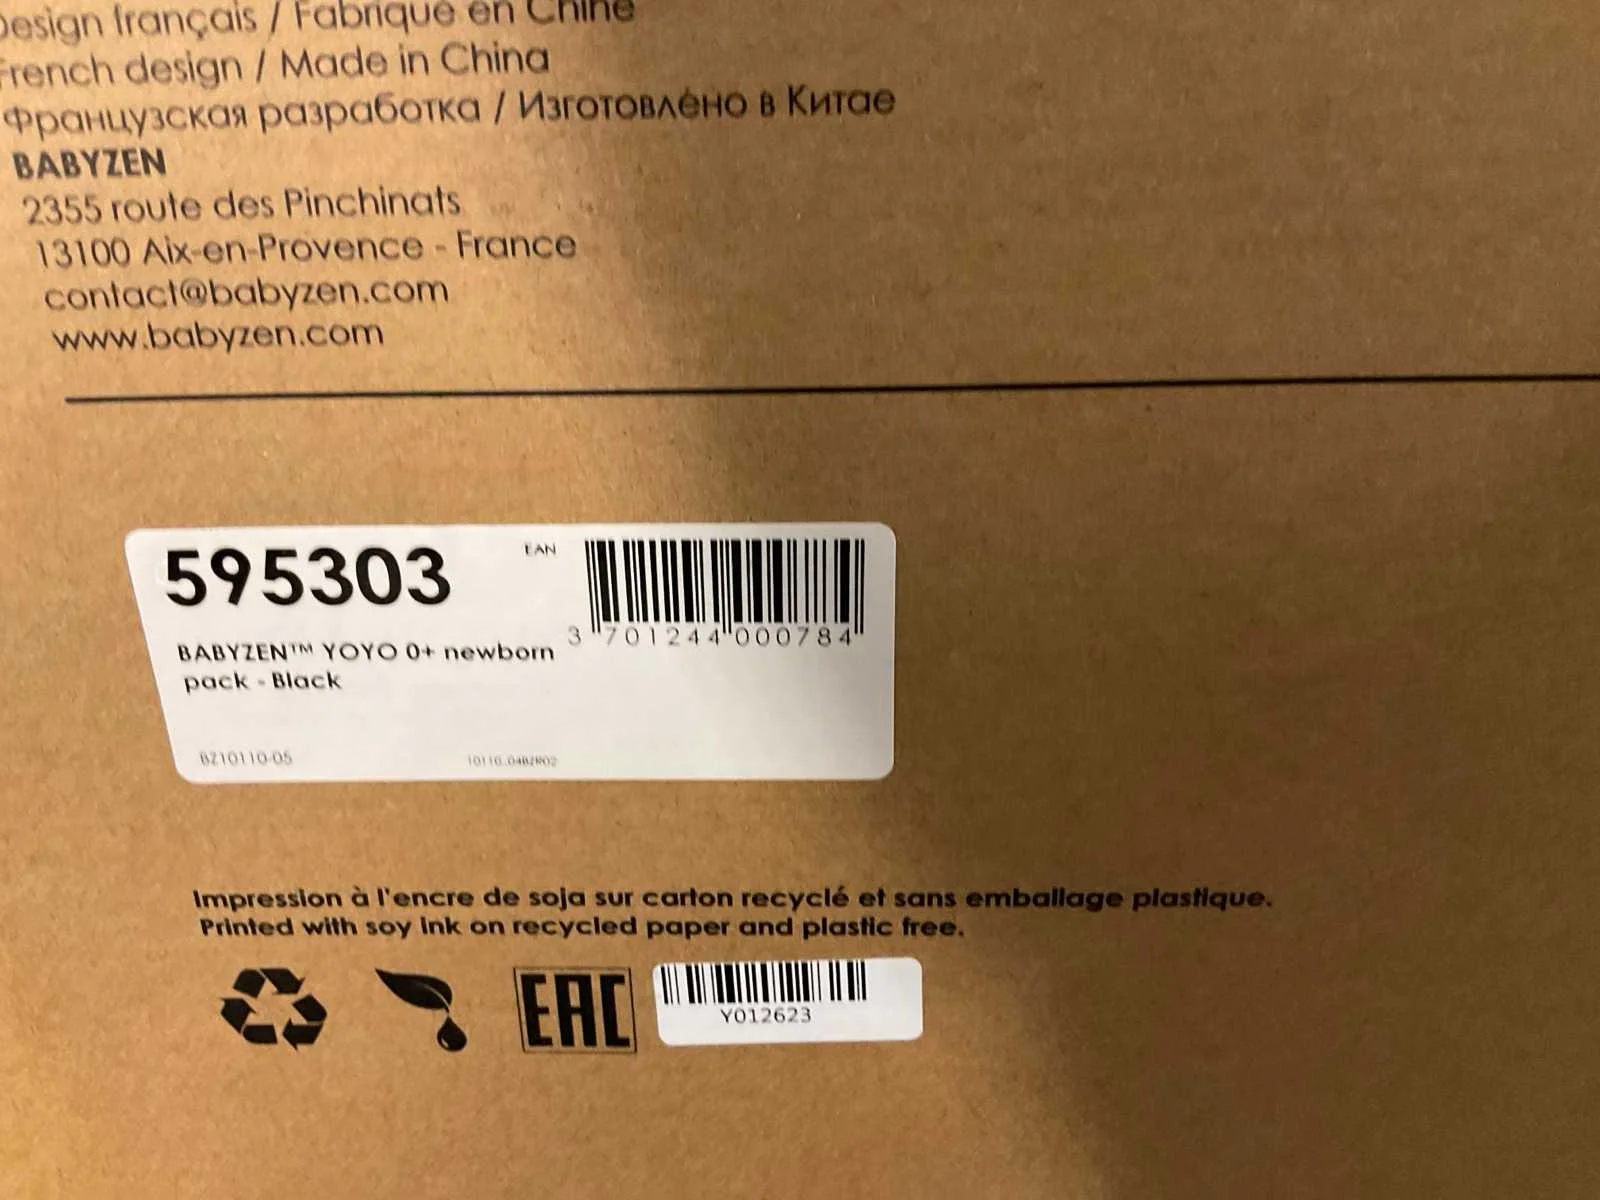 Design français / Fabriqué en Chine
French design / Made in China
Французская разработка / Изготовлено в Китае
BABYZEN
2355 route des Pinchinats
13100 Aix-en-Provence - France
contact@babyzen.com
www.babyzen.com
595303
EAN
3 701244 000784
BABYZEN™ YOYO 0+ newborn
pack - Black
BZ10110-05
Impression à l'encre de soja sur carton recyclé et sans emballage plastique.
Printed with soy ink on recycled paper and plastic free.
EAC
Y012623